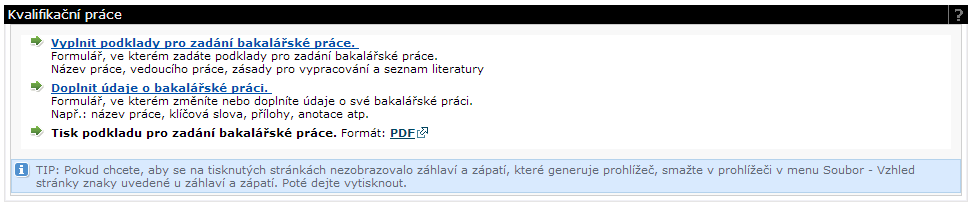 Kvalifikační práce ?
Vyplnit podklady pro zadání bakalářské práce.
Formulář, ve kterém zadáte podklady pro zadání bakalářské práce.
Název práce, vedoucího práce, zásady pro vypracování a seznam literatury
Doplnit údaje o bakalářské práci.
Formulář, ve kterém změníte nebo doplníte údaje o své bakalářské práci.
Např.: název práce, klíčová slova, přílohy, anotace atp.
Tisk podkladu pro zadání bakalářské práce. Formát: PDF
TIP: Pokud chcete, aby se na tisknutých stránkách nezobrazovalo záhlaví a zápatí, které generuje prohlížeč, smažte v prohlížeči v menu Soubor - Vzhled
stránky znaky uvedené u záhlaví a zápatí. Poté dejte vytisknout.